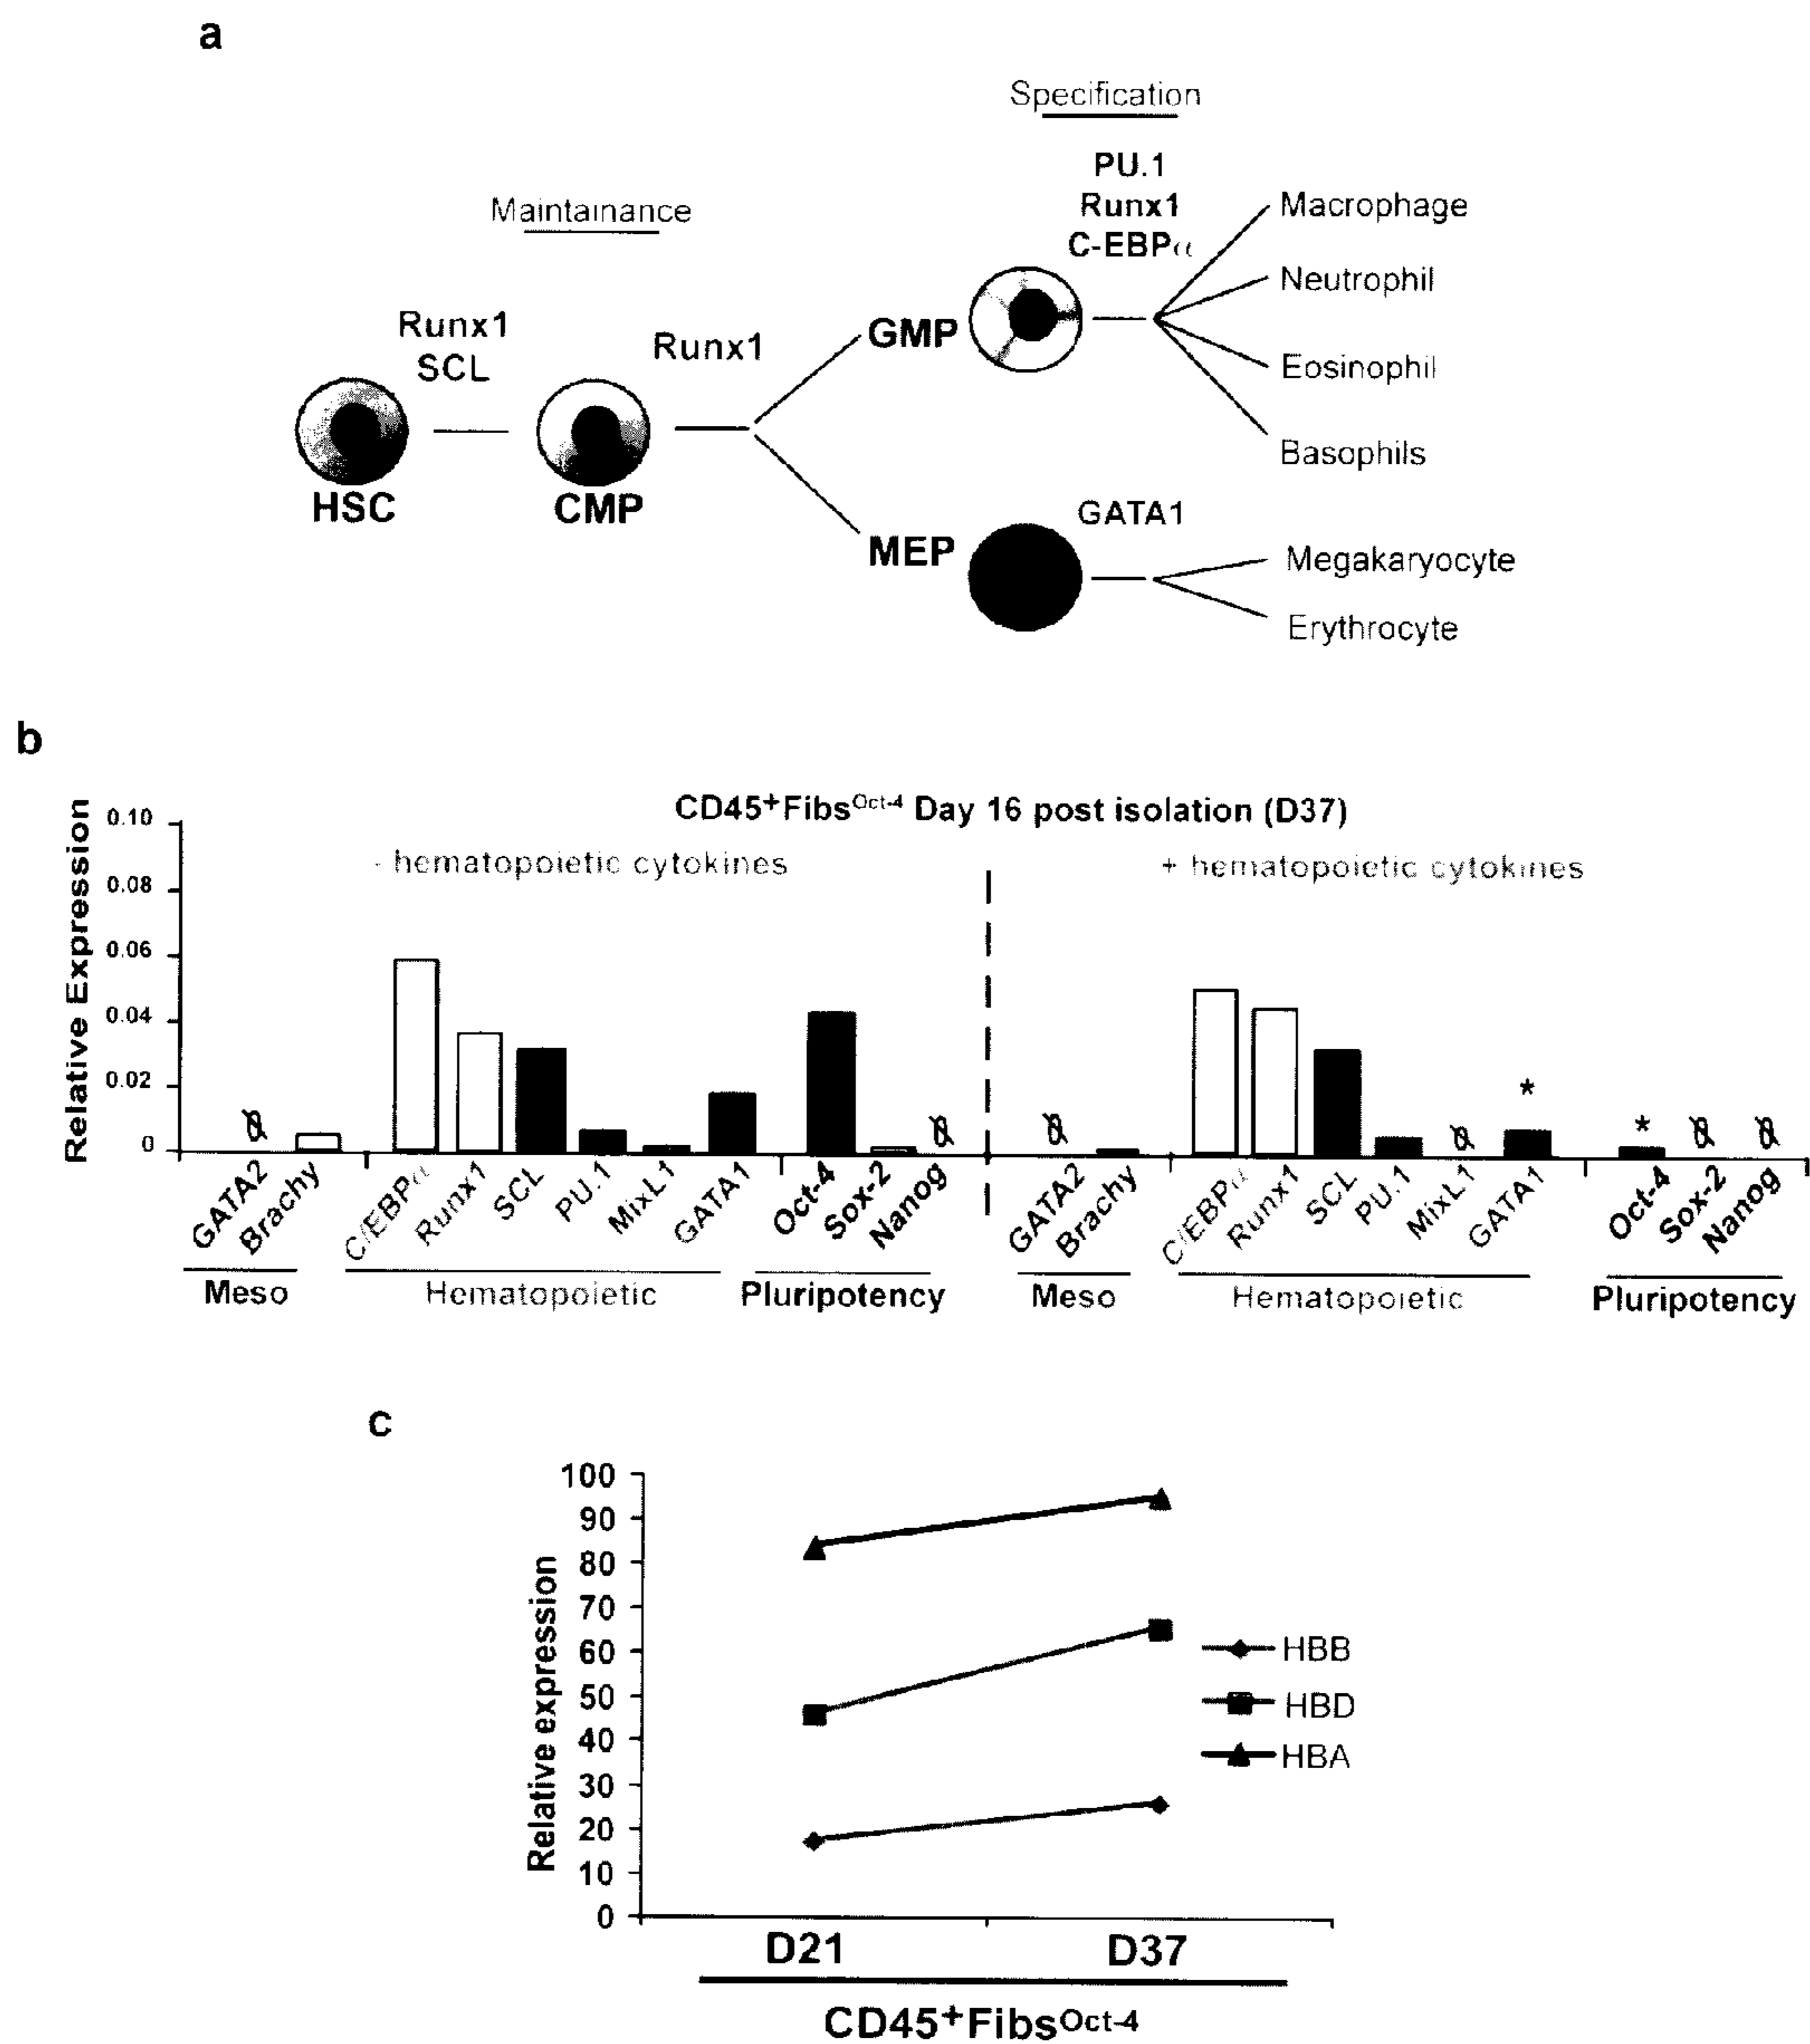 a
Specification
PU.1
Runx1
C-EBPα
Maintainance
Macrophage
Neutrophil
Eosinophil
Basophils
Runx1
SCL
Runx1
GMP
HSC
CMP
GATA1
MEP
Megakaryocyte
Erythrocyte
b
CD45+FibsOct-4 Day 16 post isolation (D37)
- hematopoietic cytokines
+ hematopoietic cytokines
Relative Expression
0.10
0.08
0.06
0.04
0.02
0
* *
GATA2 Brachy C/EBPα Runx1 SCL PU.1 MixL1 GATA1 Oct-4 Sox-2 Nanog
GATA2 Brachy C/EBPα Runx1 SCL PU.1 MixL1 GATA1 Oct-4 Sox-2 Nanog
Meso Hematopoietic Pluripotency Meso Hematopoietic Pluripotency
c
Relative expression
100
90
80
70
60
50
40
30
20
10
0
HBB
HBD
HBA
D21 D37
CD45+FibsOct-4